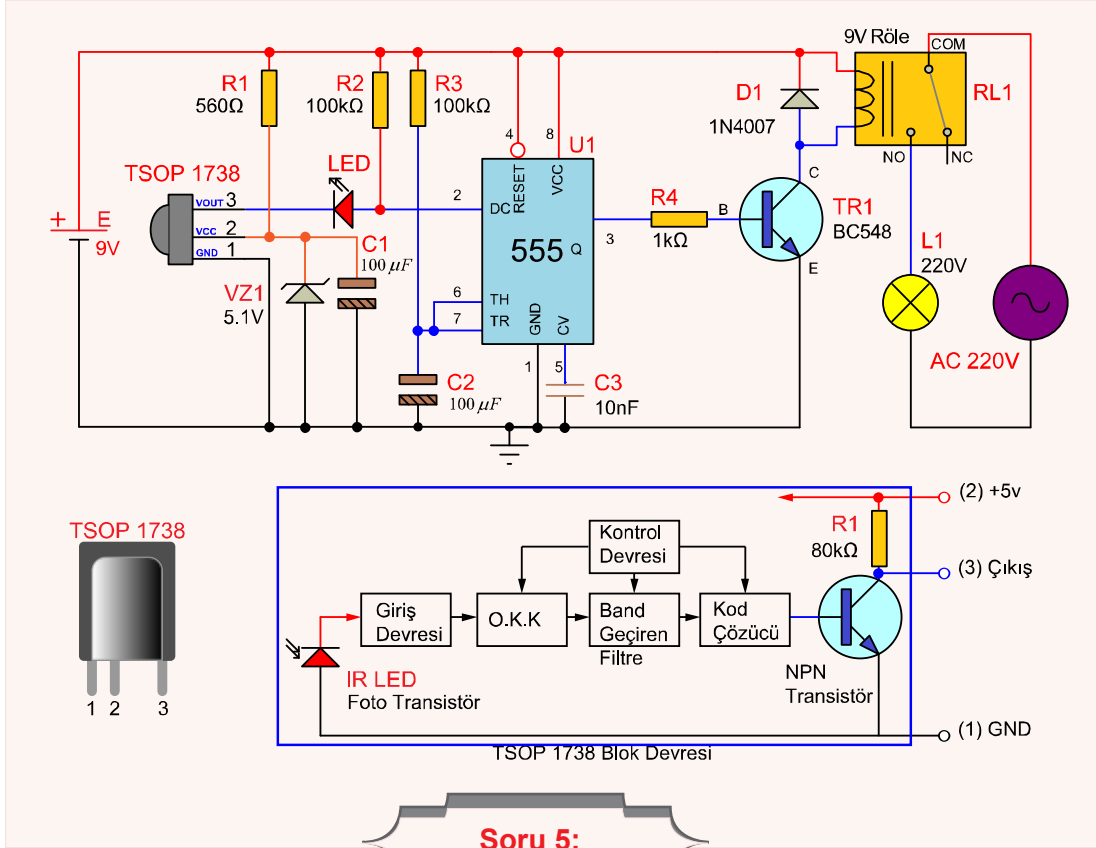 9V Röle
COM
RL1
NO
NC
R1
560Ω
R2
100kΩ
R3
100kΩ
D1
1N4007
4
8
U1
RESET
VCC
LED
TSOP 1738
VOUT 3
VCC 2
GND 1
+
E
9V
2
DC
555
Q
3
R4
1kΩ
B
C
E
TR1
BC548
L1
220V
AC 220V
C1
100 µF
VZ1
5.1V
6
TH
7
TR
GND
CV
1
5
C2
100 µF
C3
10nF
TSOP 1738
1 2 3
(2) +5v
R1
80kΩ
(3) Çıkış
Kontrol
Devresi
Giriş
Devresi
O.K.K
Band
Geçiren
Filtre
Kod
Çözücü
IR LED
Foto Transistör
NPN
Transistör
(1) GND
TSOP 1738 Blok Devresi
Soru 5: